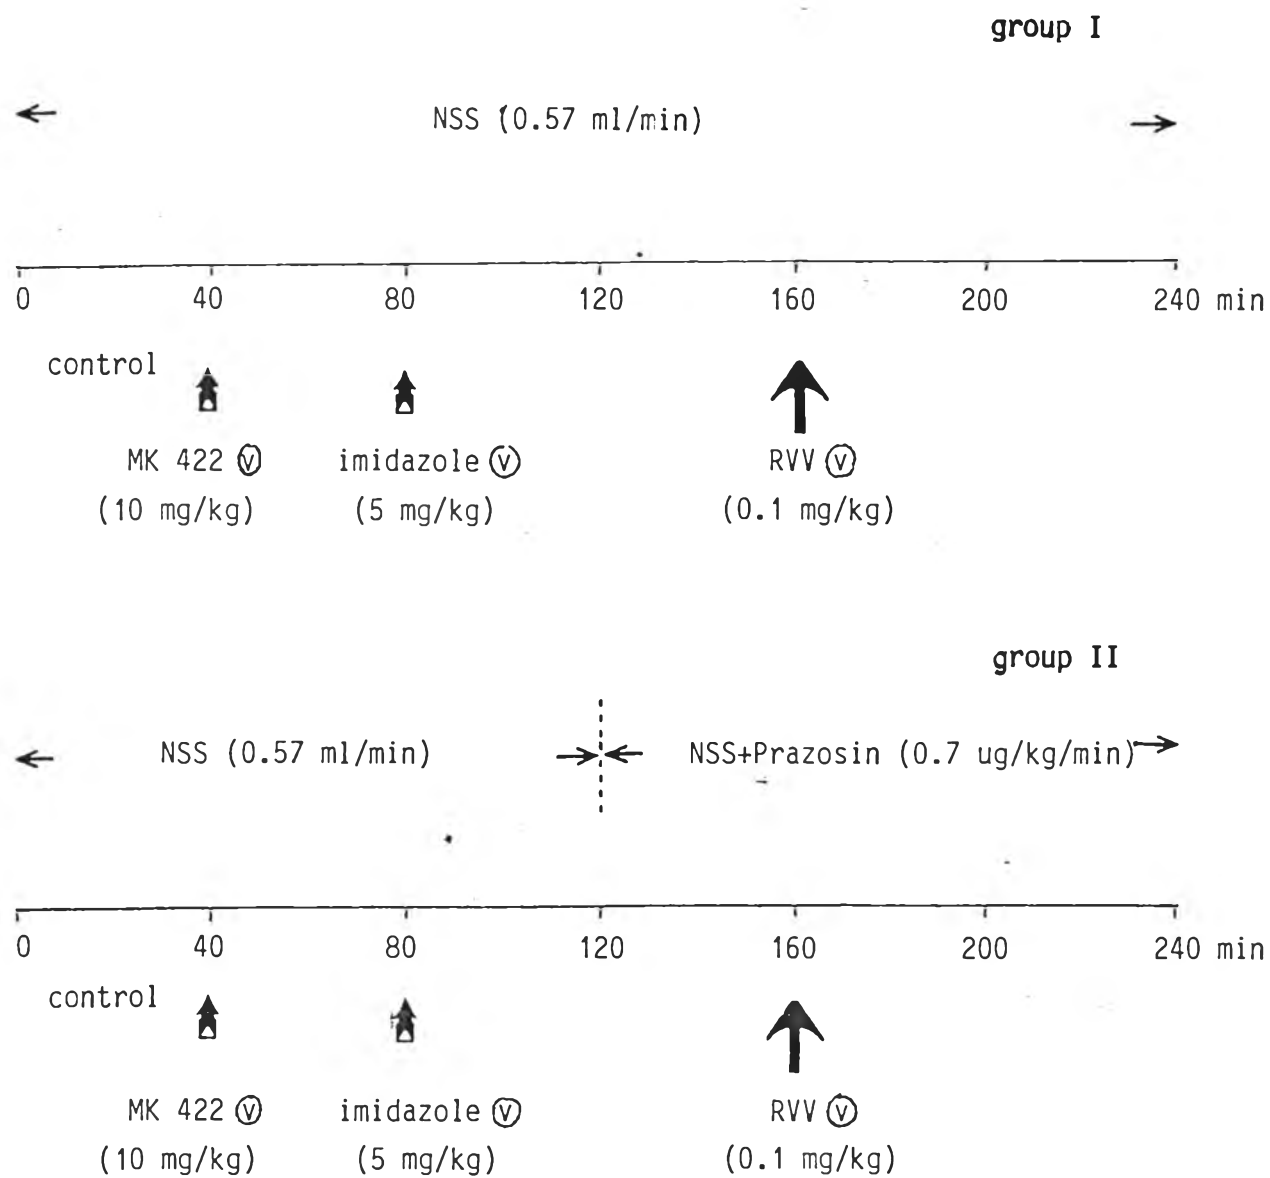 group I
NSS (0.57 ml/min)
0 40 80 120 160 200 240 min
control
MK 422 Ⓥ imidazole Ⓥ RVV Ⓥ
(10 mg/kg) (5 mg/kg) (0.1 mg/kg)
group II
NSS (0.57 ml/min) NSS+Prazosin (0.7 ug/kg/min)
0 40 80 120 160 200 240 min
control
MK 422 Ⓥ imidazole Ⓥ RVV Ⓥ
(10 mg/kg) (5 mg/kg) (0.1 mg/kg)